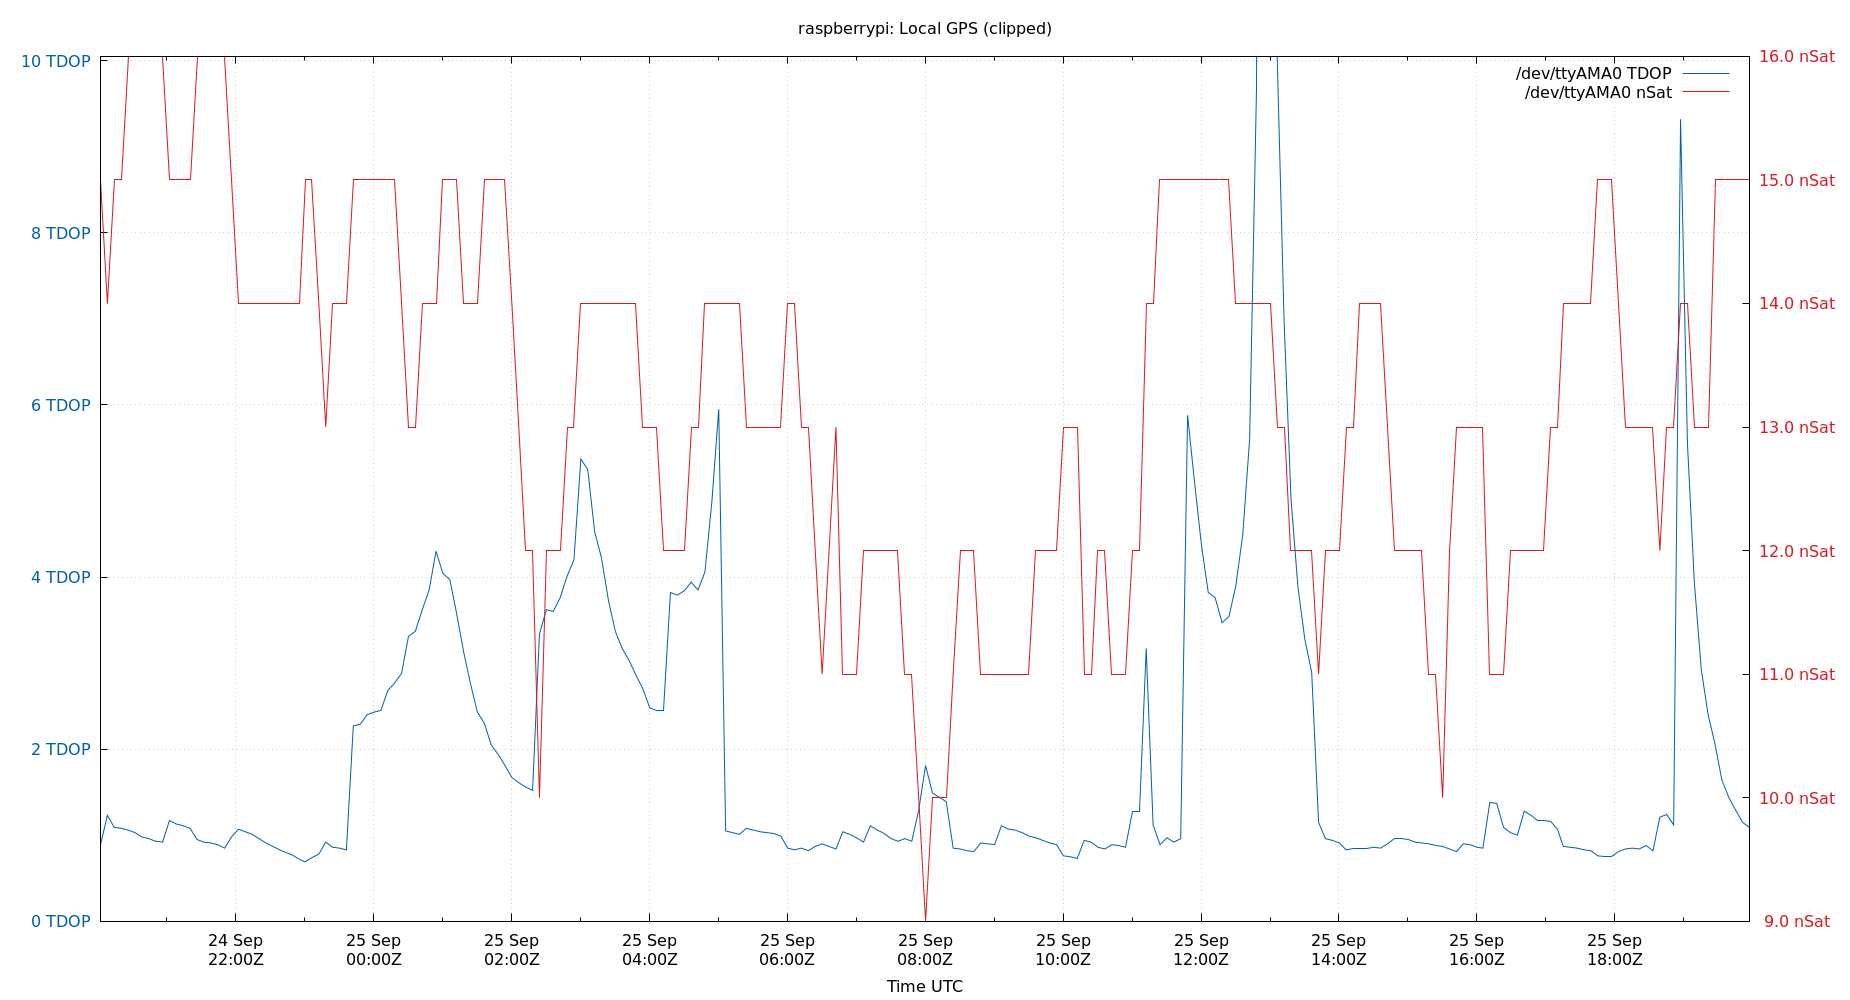 raspberrypi: Local GPS (clipped)
10 TDOP
8 TDOP
6 TDOP
4 TDOP
2 TDOP
0 TDOP
/dev/ttyAMA0 TDOP
/dev/ttyAMA0 nSat
16.0 nSat
15.0 nSat
14.0 nSat
13.0 nSat
12.0 nSat
11.0 nSat
10.0 nSat
9.0 nSat
24 Sep
22:00Z
25 Sep
00:00Z
25 Sep
02:00Z
25 Sep
04:00Z
25 Sep
06:00Z
25 Sep
08:00Z
25 Sep
10:00Z
25 Sep
12:00Z
25 Sep
14:00Z
25 Sep
16:00Z
25 Sep
18:00Z
Time UTC